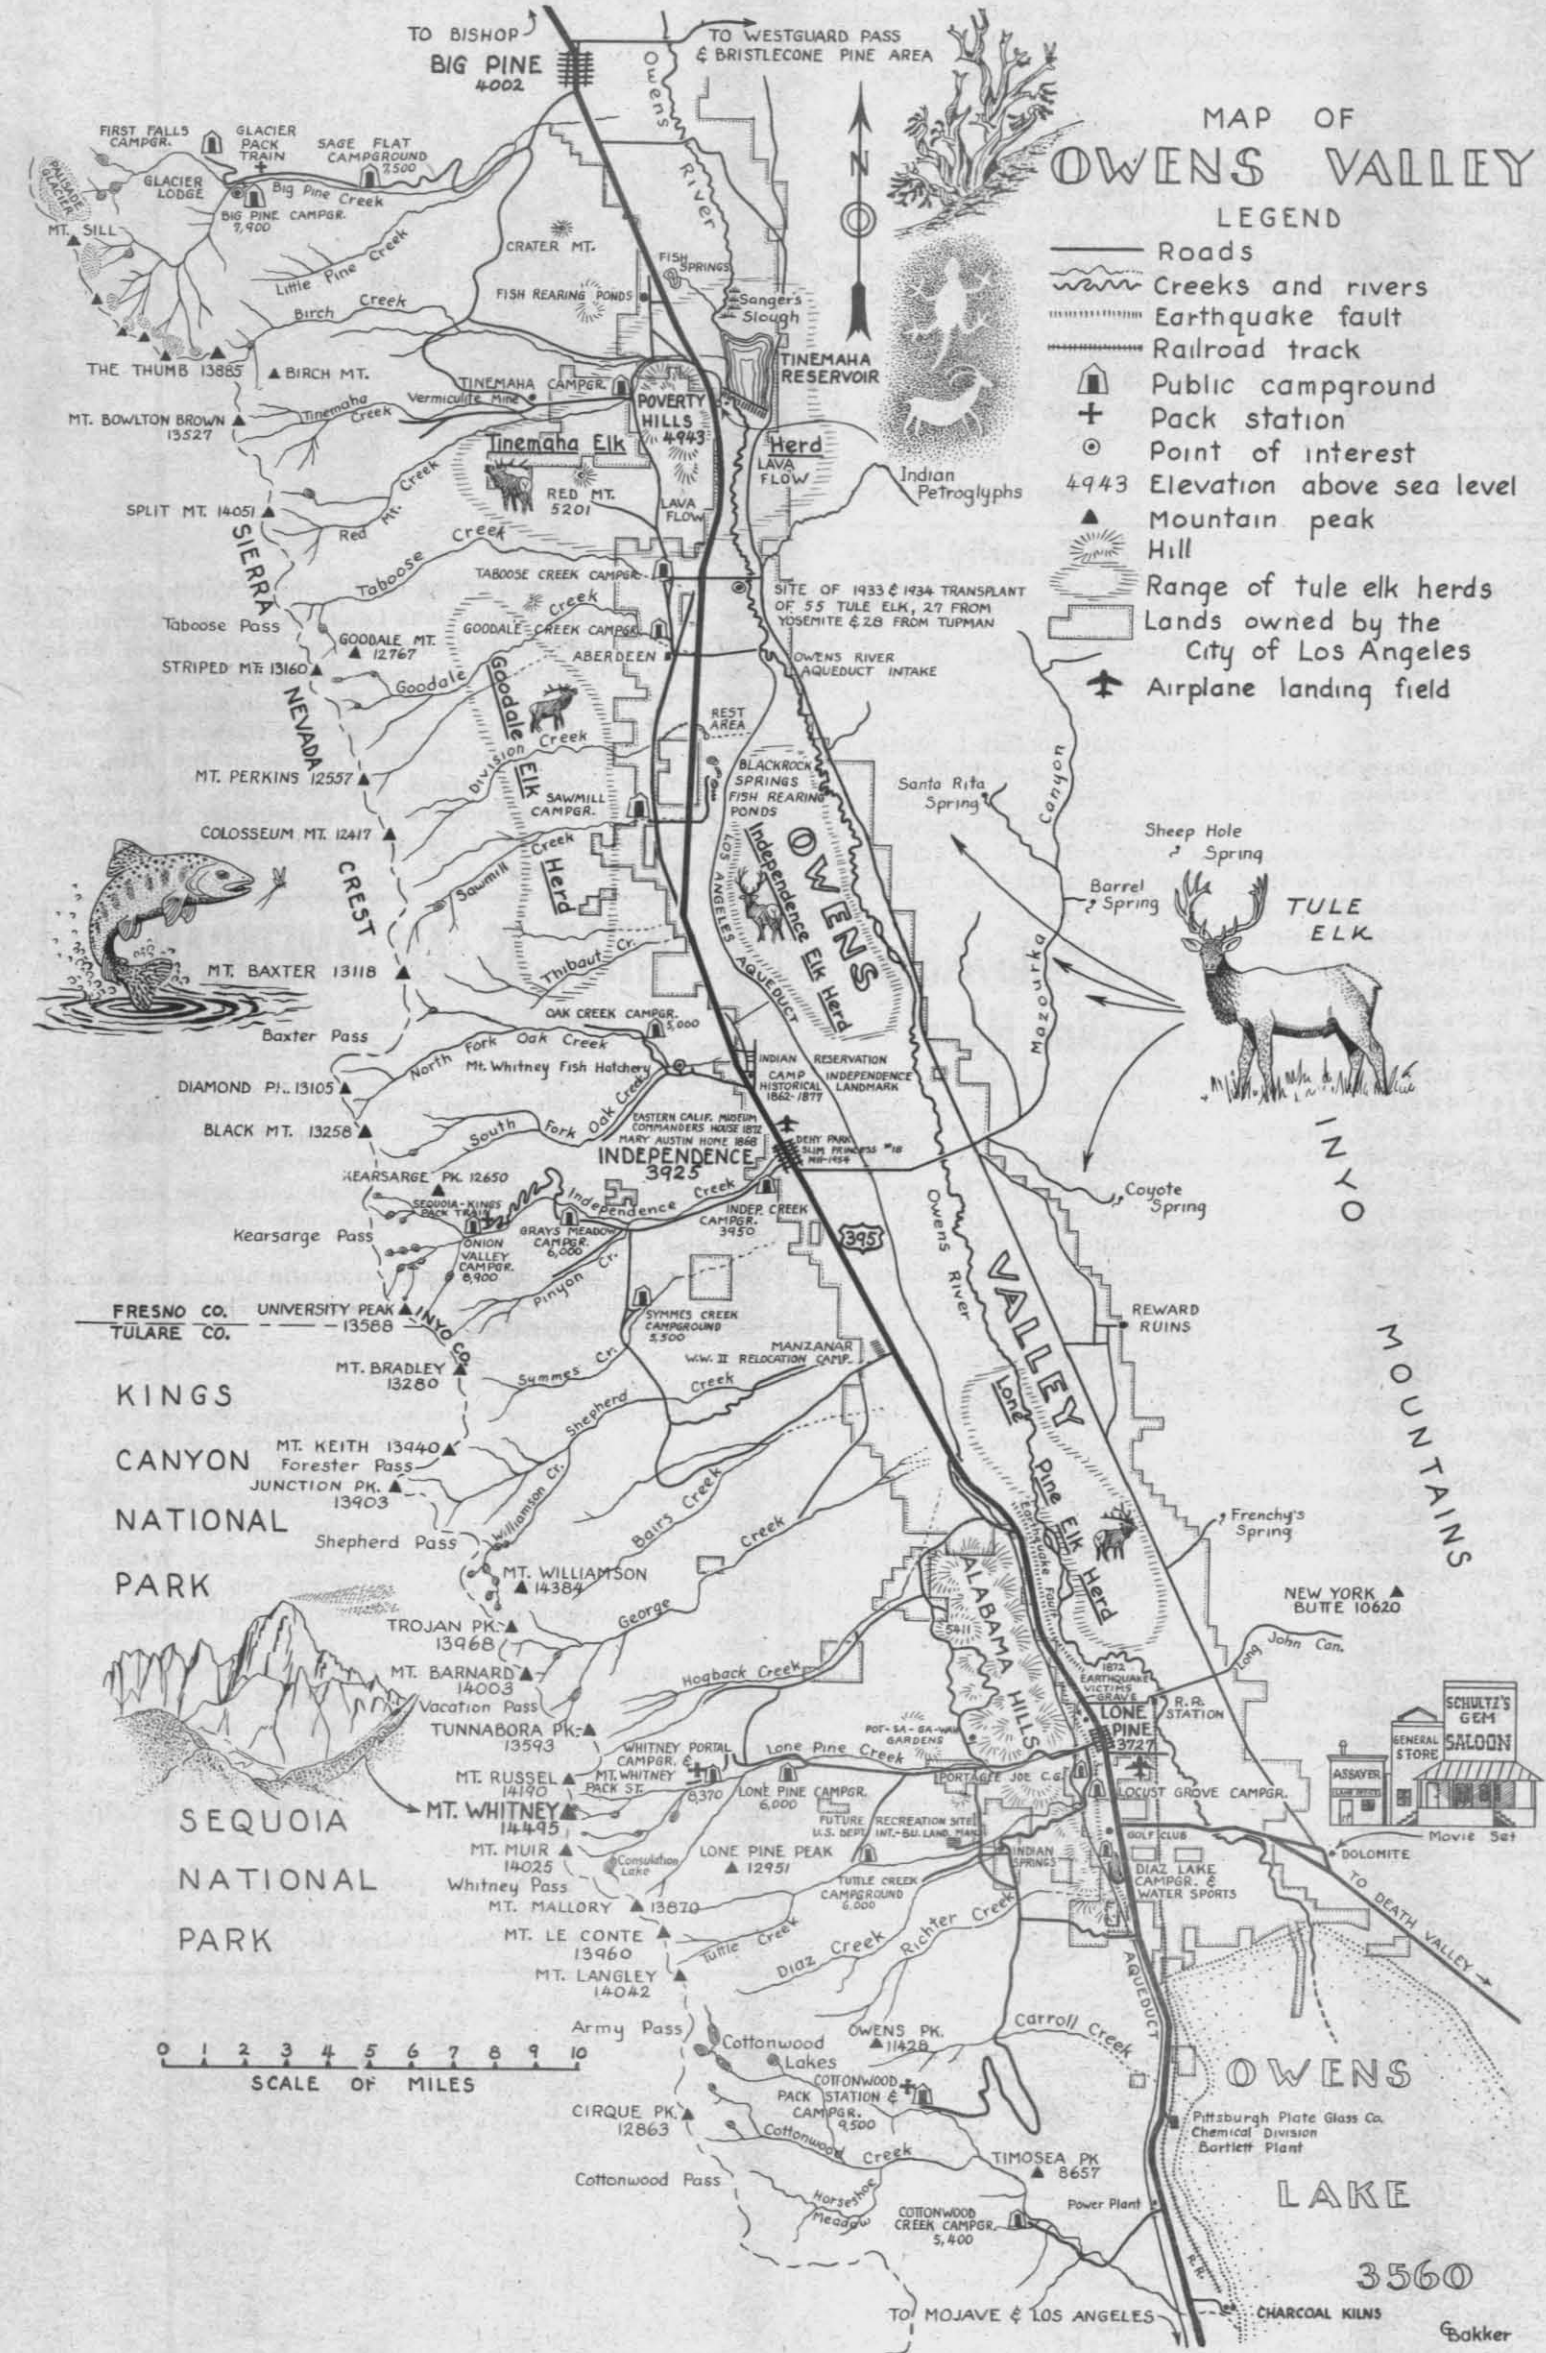 TO BISHOP
BIG PINE
4002
TO WESTGUARD PASS
& BRISTLECONE PINE AREA
Owens
River
N
MAP OF
OWENS VALLEY
LEGEND
Roads
Creeks and rivers
Earthquake fault
Railroad track
Public campground
Pack station
Point of interest
4943 Elevation above sea level
Mountain peak
Hill
Range of tule elk herds
Lands owned by the
City of Los Angeles
Airplane landing field
FIRST FALLS
CAMPGR.
GLACIER
PACK
TRAIN
SAGE FLAT
CAMPGROUND
7,500
PALISADE
GLACIER
GLACIER
LODGE
Big Pine Creek
BIG PINE CAMPGR.
7,900
MT. SILL
Little Pine Creek
CRATER MT.
FISH
SPRINGS
FISH REARING PONDS
Sanger's
Slough
Birch Creek
TINEMAHA
RESERVOIR
THE THUMB 13885
BIRCH MT.
TINEMAHA CAMPGR.
Vermiculite Mine
POVERTY
HILLS
4943
MT. BOWLTON BROWN
13527
Tinemaha
Creek
Tinemaha Elk
Herd
LAVA
FLOW
Indian
Petroglyphs
RED MT.
5201
LAVA
FLOW
SPLIT MT. 14051
Red Mt. Creek
SIERRA
Taboose Creek
TABOOSE CREEK CAMPGR.
SITE OF 1933 & 1934 TRANSPLANT
OF 55 TULE ELK, 27 FROM
YOSEMITE & 28 FROM TUPMAN
Taboose Pass
GOODALE MT.
12767
GOODALE CREEK CAMPGR.
Creek
ABERDEEN
OWENS RIVER
AQUEDUCT INTAKE
STRIPED MT. 13160
Goodale
Goodale Elk
Herd
NEVADA
REST
AREA
Division Creek
BLACKROCK
SPRINGS
FISH REARING
PONDS
MT. PERKINS 12557
SAWMILL
CAMPGR.
Santa Rita
Spring
Canyon
Sheep Hole
Spring
COLOSSEUM MT. 12417
Sawmill Creek
LOS ANGELES AQUEDUCT
Independence Elk Herd
OWENS
CREST
Barrel
Spring
TULE
ELK
Thibaut Cr.
MT. BAXTER 13118
Mazourka
Baxter Pass
OAK CREEK CAMPGR.
5,000
North Fork Oak Creek
Mt. Whitney Fish Hatchery
INDIAN RESERVATION
CAMP INDEPENDENCE
HISTORICAL LANDMARK
1862-1877
DIAMOND PK. 13105
BLACK MT. 13258
South Fork Oak Creek
EASTERN CALIF. MUSEUM
COMMANDERS HOUSE 1872
MARY AUSTIN HOME 1868
INDEPENDENCE
3925
DEHY PARK
SLIM PRINCESS #18
INYO
KEARSARGE PK. 12650
SEQUOIA-KINGS
PACK TRAIN
Independence Creek
INDEP. CREEK
CAMPGR.
3950
Coyote
Spring
Kearsarge Pass
ONION
VALLEY
CAMPGR.
8,900
GRAYS MEADOW
CAMPGR.
6,000
Pinyon Cr.
395
Owens River
VALLEY
FRESNO CO.
TULARE CO.
UNIVERSITY PEAK
13588
INYO CO.
SYMMES CREEK
CAMPGROUND
5,500
REWARD
RUINS
MANZANAR
W.W. II RELOCATION CAMP
MT. BRADLEY
13280
Symmes Cr.
Shepherd Creek
Lone Pine Elk Herd
MOUNTAINS
KINGS
CANYON
NATIONAL
PARK
MT. KEITH 13940
Forester Pass
JUNCTION PK.
13903
Williamson Cr.
Bairs Creek
Shepherd Pass
Frenchy's
Spring
Earthquake Fault
MT. WILLIAMSON
14384
George Creek
ALABAMA HILLS
5411
NEW YORK
BUTTE 10620
TROJAN PK.
13968
Long John Can.
MT. BARNARD
14003
Hogback Creek
1872
EARTHQUAKE
VICTIMS
GRAVE
Vacation Pass
TUNNABORA PK.
13593
LONE
PINE
3727
R.R.
STATION
SCHULTZ'S
GEM
SALOON
GENERAL
STORE
ASSAYER
Movie Set
WHITNEY PORTAL
CAMPGR. &
MT. WHITNEY
PACK ST.
8,370
Lone Pine Creek
POT-SA-GA-WAH
GARDENS
MT. RUSSEL
14190
LONE PINE CAMPGR.
6,000
PORTAGEE JOE C.G.
LOCUST GROVE CAMPGR.
MT. WHITNEY
14495
FUTURE RECREATION SITE
U.S. DEPT. INT.-BU. LAND MAN.
GOLF CLUB
SEQUOIA
NATIONAL
PARK
MT. MUIR
14025
Consulation
Lake
LONE PINE PEAK
12951
INDIAN
SPRINGS
DOLOMITE
Whitney Pass
TUTTLE CREEK
CAMPGROUND
6,000
DIAZ LAKE
CAMPGR. &
WATER SPORTS
TO DEATH VALLEY
MT. MALLORY 13870
MT. LE CONTE
13960
Tuttle Creek
Diaz Creek
Richter Creek
MT. LANGLEY
14042
AQUEDUCT
Army Pass
Cottonwood
Lakes
OWENS PK.
11428
Carroll Creek
0 1 2 3 4 5 6 7 8 9 10
SCALE OF MILES
COTTONWOOD
PACK STATION &
CAMPGR.
9,500
OWENS
LAKE
3560
CIRQUE PK.
12863
Cottonwood Creek
Pittsburgh Plate Glass Co.
Chemical Division
Bartlett Plant
TIMOSEA PK
8657
Cottonwood Pass
Horseshoe
Meadow
COTTONWOOD
CREEK CAMPGR.
5,400
Power Plant
R.R.
TO MOJAVE & LOS ANGELES
CHARCOAL KILNS
GBakker